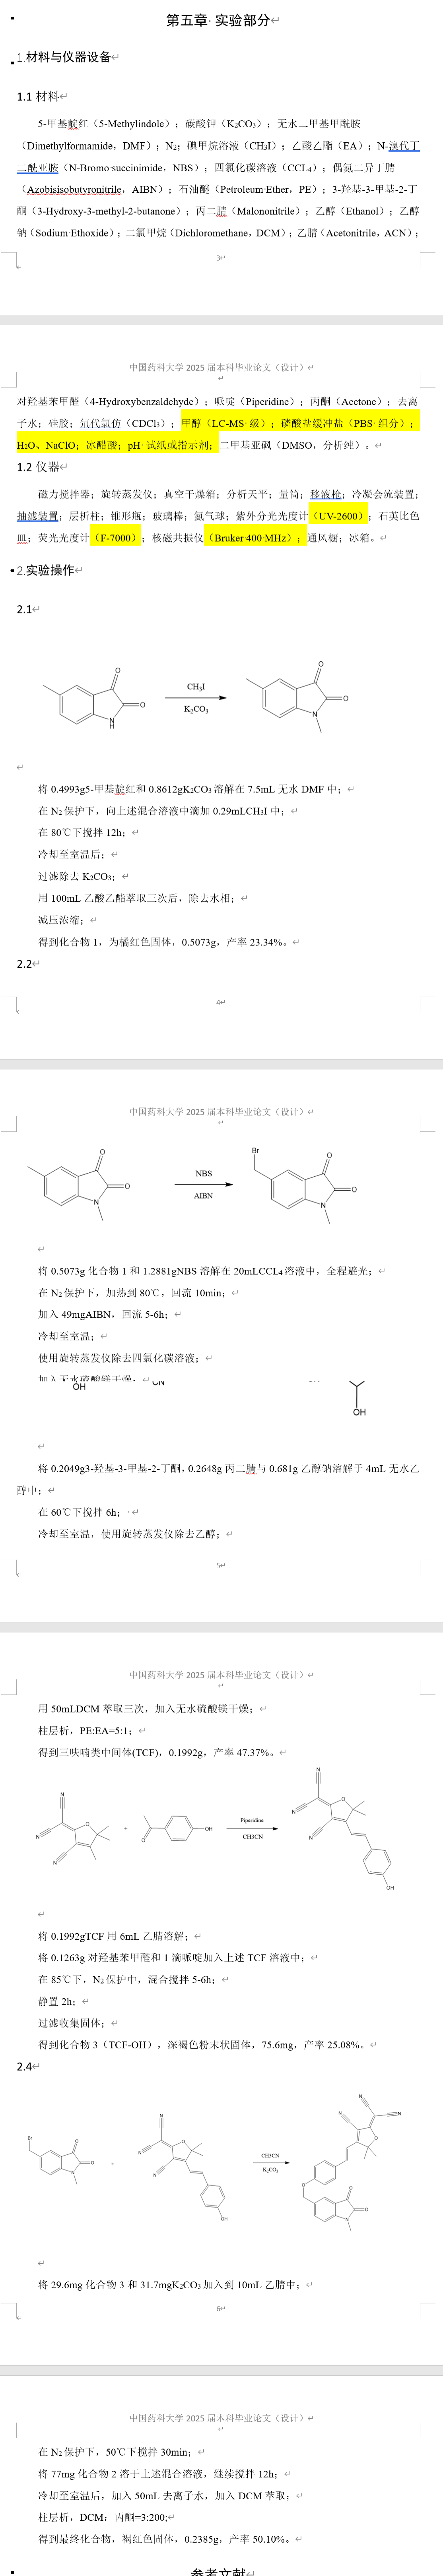 第五章 实验部分
1.材料与仪器设备
1.1 材料
5-甲基靛红（5-Methylindole）；碳酸钾（K₂CO₃）；无水二甲基甲酰胺
（Dimethylformamide，DMF）；N₂；碘甲烷溶液（CH₃I）；乙酸乙酯（EA）；N-溴代丁
二酰亚胺（N-Bromo succinimide，NBS）；四氯化碳溶液（CCL₄）；偶氮二异丁腈
（Azobisisobutyronitrile，AIBN）；石油醚（Petroleum Ether，PE）；3-羟基-3-甲基-2-丁
酮（3-Hydroxy-3-methyl-2-butanone）；丙二腈（Malononitrile）；乙醇（Ethanol）；乙醇
钠（Sodium Ethoxide）；二氯甲烷（Dichloromethane，DCM）；乙腈（Acetonitrile，ACN）；
3
中国药科大学 2025 届本科毕业论文（设计）
对羟基苯甲醛（4-Hydroxybenzaldehyde）；哌啶（Piperidine）；丙酮（Acetone）；去离
子水；硅胶；氘代氯仿（CDCl₃）；甲醇（LC-MS 级）；磷酸盐缓冲盐（PBS 组分）；
H₂O、NaClO；冰醋酸；pH 试纸或指示剂；二甲基亚砜（DMSO，分析纯）。
1.2 仪器
磁力搅拌器；旋转蒸发仪；真空干燥箱；分析天平；量筒；移液枪；冷凝会流装置；
抽滤装置；层析柱；锥形瓶；玻璃棒；氮气球；紫外分光光度计（UV-2600）；石英比色
皿；荧光光度计（F-7000）；核磁共振仪（Bruker 400 MHz）；通风橱；冰箱。
2.实验操作
2.1
O
O
N
H
CH₃I
K₂CO₃
O
O
N
将 0.4993g5-甲基靛红和 0.8612gK₂CO₃ 溶解在 7.5mL 无水 DMF 中；
在 N₂ 保护下，向上述混合溶液中滴加 0.29mLCH₃I 中；
在 80℃下搅拌 12h；
冷却至室温后；
过滤除去 K₂CO₃；
用 100mL 乙酸乙酯萃取三次后，除去水相；
减压浓缩；
得到化合物 1，为橘红色固体，0.5073g，产率 23.34%。
2.2
4
中国药科大学 2025 届本科毕业论文（设计）
O
O
N
NBS
AIBN
Br
O
O
N
将 0.5073g 化合物 1 和 1.2881gNBS 溶解在 20mLCCL₄ 溶液中，全程避光；
在 N₂ 保护下，加热到 80℃，回流 10min；
加入 49mgAIBN，回流 5-6h；
冷却至室温；
使用旋转蒸发仪除去四氯化碳溶液；
加入无水硫酸镁干燥；
OH
CN
OH
将 0.2049g3-羟基-3-甲基-2-丁酮，0.2648g 丙二腈与 0.681g 乙醇钠溶解于 4mL 无水乙
醇中；
在 60℃下搅拌 6h；
冷却至室温，使用旋转蒸发仪除去乙醇；
5
中国药科大学 2025 届本科毕业论文（设计）
用 50mLDCM 萃取三次，加入无水硫酸镁干燥；
柱层析，PE:EA=5:1；
得到三呋喃类中间体(TCF)，0.1992g，产率 47.37%。
N
N
N
O
+
O
OH
Piperidine
CH3CN
N
N
N
O
OH
将 0.1992gTCF 用 6mL 乙腈溶解；
将 0.1263g 对羟基苯甲醛和 1 滴哌啶加入上述 TCF 溶液中；
在 85℃下，N₂ 保护中，混合搅拌 5-6h；
静置 2h；
过滤收集固体；
得到化合物 3（TCF-OH），深褐色粉末状固体，75.6mg，产率 25.08%。
2.4
Br
O
O
N
+
N
N
N
O
OH
CH3CN
K₂CO₃
N
N
N
O
O
O
O
N
将 29.6mg 化合物 3 和 31.7mgK₂CO₃ 加入到 10mL 乙腈中；
6
中国药科大学 2025 届本科毕业论文（设计）
在 N₂ 保护下，50℃下搅拌 30min；
将 77mg 化合物 2 溶于上述混合溶液，继续搅拌 12h；
冷却至室温后，加入 50mL 去离子水，加入 DCM 萃取；
柱层析，DCM：丙酮=3:200;
得到最终化合物，褐红色固体，0.2385g，产率 50.10%。
参考文献